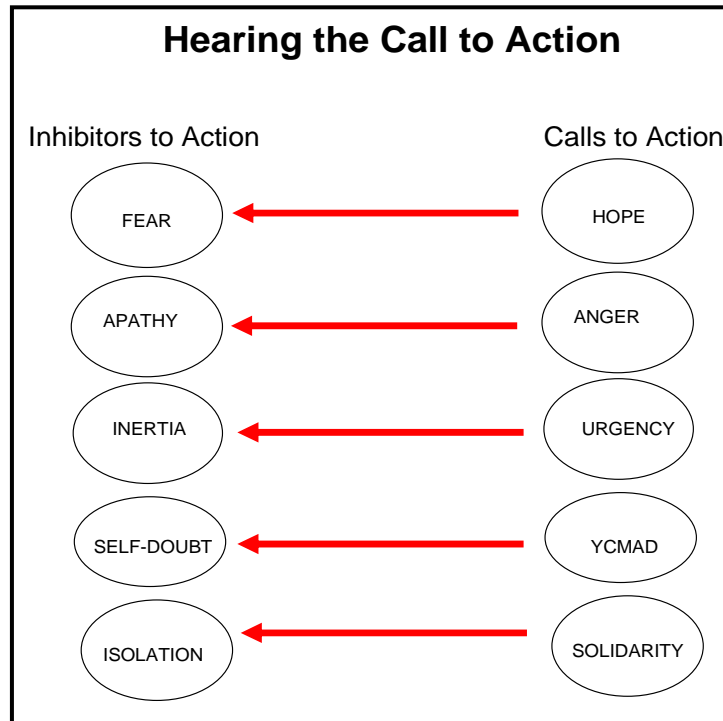 Hearing the Call to Action
Inhibitors to Action
Calls to Action
FEAR
HOPE
APATHY
ANGER
INERTIA
URGENCY
SELF-DOUBT
YCMAD
ISOLATION
SOLIDARITY